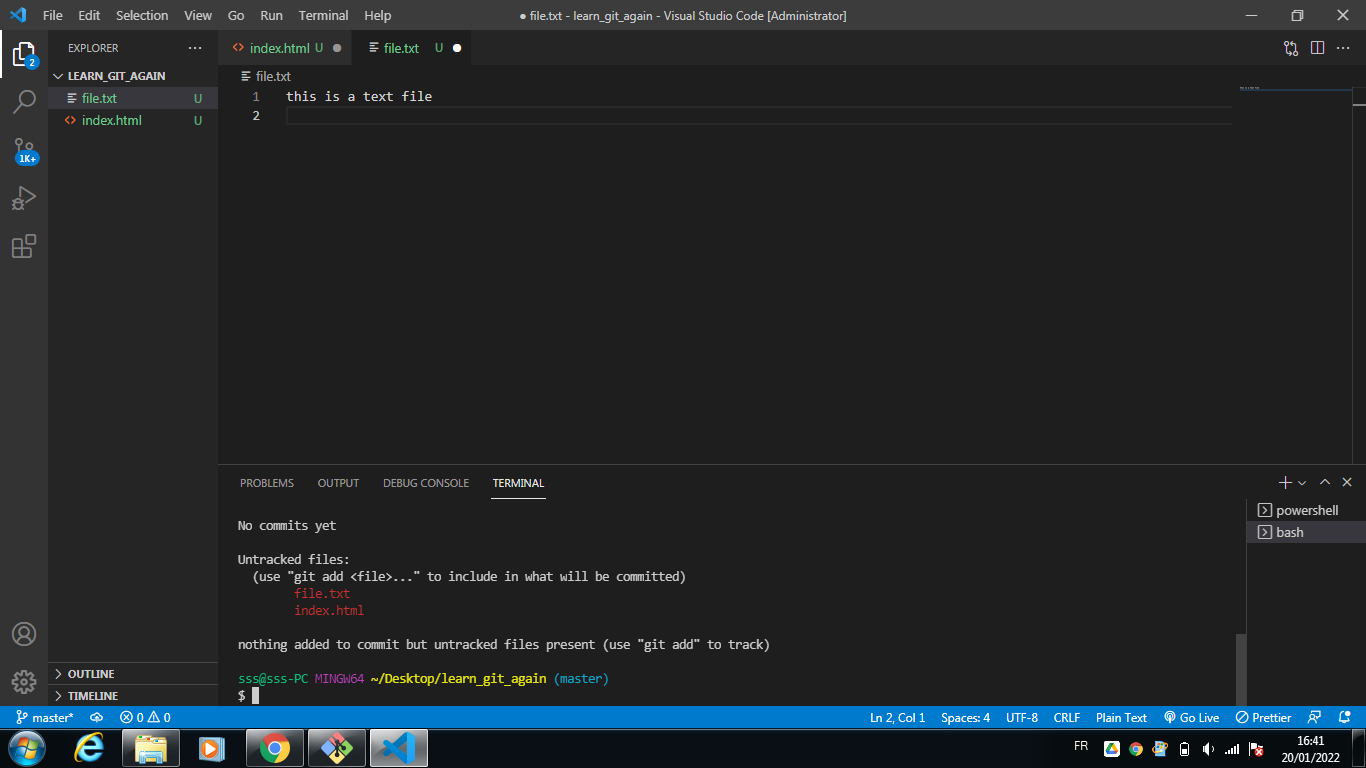 File Edit Selection View Go Run Terminal Help
● file.txt - learn_git_again - Visual Studio Code [Administrator]
EXPLORER
2
LEARN_GIT_AGAIN
file.txt U
index.html U
1K+
OUTLINE
TIMELINE
index.html U
file.txt U
file.txt
1 this is a text file
2
PROBLEMS OUTPUT DEBUG CONSOLE TERMINAL
No commits yet
Untracked files:
(use "git add <file>..." to include in what will be committed)
file.txt
index.html
nothing added to commit but untracked files present (use "git add" to track)
sss@sss-PC MINGW64 ~/Desktop/learn_git_again (master)
$
powershell
bash
master* 0 0 Ln 2, Col 1 Spaces: 4 UTF-8 CRLF Plain Text Go Live Prettier
FR
16:41
20/01/2022